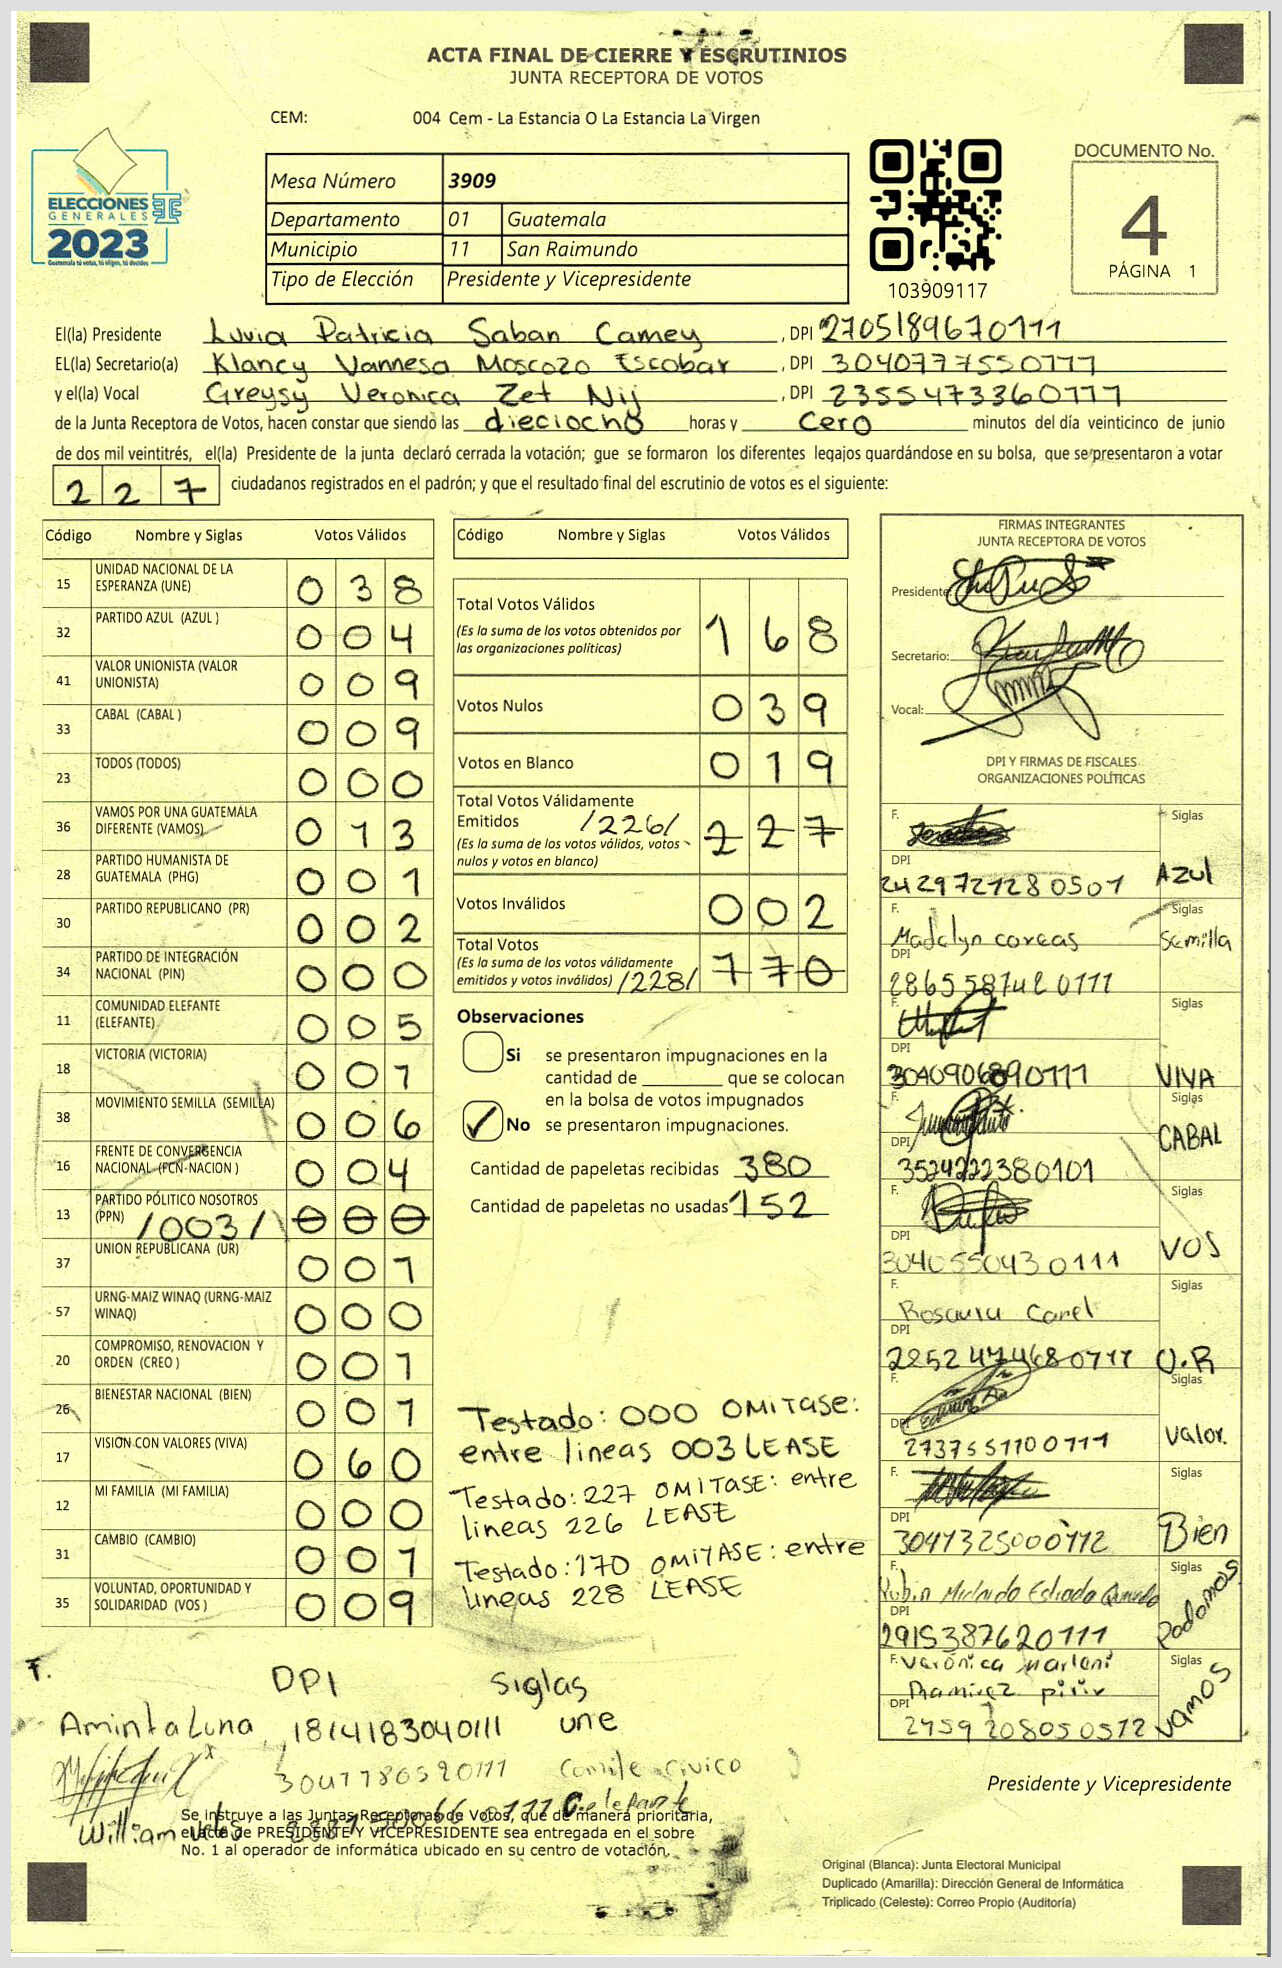 ACTA FINAL DE CIERRE Y ESCRUTINIOS
JUNTA RECEPTORA DE VOTOS
CEM: 004 Cem - La Estancia O La Estancia La Virgen
ELECCIONES
GENERALES
2023
Guatemala tú votas, tú eliges, tú decides
Mesa Número 3909
Departamento 01 Guatemala
Municipio 11 San Raimundo
Tipo de Elección Presidente y Vicepresidente
103909117
DOCUMENTO No.
4
PÁGINA 1
El(la) Presidente Luvia Patricia Saban Camey, DPI 2705189670111
EL(la) Secretario(a) Klancy Vannesa Moscozo Escobar, DPI 3040777550111
y el(la) Vocal Greysy Veronica Zet Nij, DPI 2355473360111
de la Junta Receptora de Votos, hacen constar que siendo las dieciocho horas y Cero minutos del día veinticinco de junio
de dos mil veintitrés, el(la) Presidente de la junta declaró cerrada la votación; que se formaron los diferentes legajos guardándose en su bolsa, que se presentaron a votar
227 ciudadanos registrados en el padrón; y que el resultado final del escrutinio de votos es el siguiente:
Código Nombre y Siglas Votos Válidos
15 UNIDAD NACIONAL DE LA ESPERANZA (UNE) 038
32 PARTIDO AZUL (AZUL) 004
41 VALOR UNIONISTA (VALOR UNIONISTA) 009
33 CABAL (CABAL) 009
23 TODOS (TODOS) 000
36 VAMOS POR UNA GUATEMALA DIFERENTE (VAMOS) 013
28 PARTIDO HUMANISTA DE GUATEMALA (PHG) 001
30 PARTIDO REPUBLICANO (PR) 002
34 PARTIDO DE INTEGRACIÓN NACIONAL (PIN) 000
11 COMUNIDAD ELEFANTE (ELEFANTE) 005
18 VICTORIA (VICTORIA) 001
38 MOVIMIENTO SEMILLA (SEMILLA) 006
16 FRENTE DE CONVERGENCIA NACIONAL (FCN-NACION) 004
13 PARTIDO PÓLITICO NOSOTROS (PPN) /003/ 000
37 UNION REPUBLICANA (UR) 001
57 URNG-MAIZ WINAQ (URNG-MAIZ WINAQ) 000
20 COMPROMISO, RENOVACION Y ORDEN (CREO) 001
26 BIENESTAR NACIONAL (BIEN) 001
17 VISION CON VALORES (VIVA) 060
12 MI FAMILIA (MI FAMILIA) 000
31 CAMBIO (CAMBIO) 001
35 VOLUNTAD, OPORTUNIDAD Y SOLIDARIDAD (VOS) 009
Código Nombre y Siglas Votos Válidos
Total Votos Válidos 168
(Es la suma de los votos obtenidos por
las organizaciones politicas)
Votos Nulos 039
Votos en Blanco 019
Total Votos Válidamente
Emitidos /226/ 227
(Es la suma de los votos válidos, votos
nulos y votos en blanco)
Votos Inválidos 002
Total Votos
(Es la suma de los votos válidamente
emitidos y votos inválidos) /228/ 170
Observaciones
Si se presentaron impugnaciones en la
cantidad de ________ que se colocan
en la bolsa de votos impugnados
✓ No se presentaron impugnaciones.
Cantidad de papeletas recibidas 380
Cantidad de papeletas no usadas 152
Testado: 000 OMITASE:
entre lineas 003 LEASE
Testado: 227 OMITASE: entre
lineas 226 LEASE
Testado: 170 OMITASE: entre
lineas 228 LEASE
FIRMAS INTEGRANTES
JUNTA RECEPTORA DE VOTOS
Presidente:
Secretario:
Vocal:
DPI Y FIRMAS DE FISCALES
ORGANIZACIONES POLÍTICAS
F. Siglas
DPI 2429721280501 Azul
F. Madelyn coreas Siglas Semilla
DPI 2865587420111
F. Siglas
DPI 3040906890111 VIVA
F. Siglas
DPI 3524222380101 CABAL
F. Siglas
DPI 3040550430111 VOS
F. Rosaura Canel Siglas
DPI 2252474680111 U.R
F. Siglas
DPI 2737551100111 Valor.
F. Siglas
DPI 3041325000112 Bien
F. Siglas
DPI 2915387620111 Podomos
F. Verónica Marleni Siglas
Ramirez pirir
DPI 2459208050512 vamos
F. DPI Siglas
Aminta Luna 1814183040111 une
3047780520111 Comite civico
William elefante
Se instruye a las Juntas Receptoras de Votos, que de manera prioritaria,
el acta de PRESIDENTE Y VICEPRESIDENTE sea entregada en el sobre
No. 1 al operador de informática ubicado en su centro de votación.
Presidente y Vicepresidente
Original (Blanca): Junta Electoral Municipal
Duplicado (Amarilla): Dirección General de Informática
Triplicado (Celeste): Correo Propio (Auditoría)